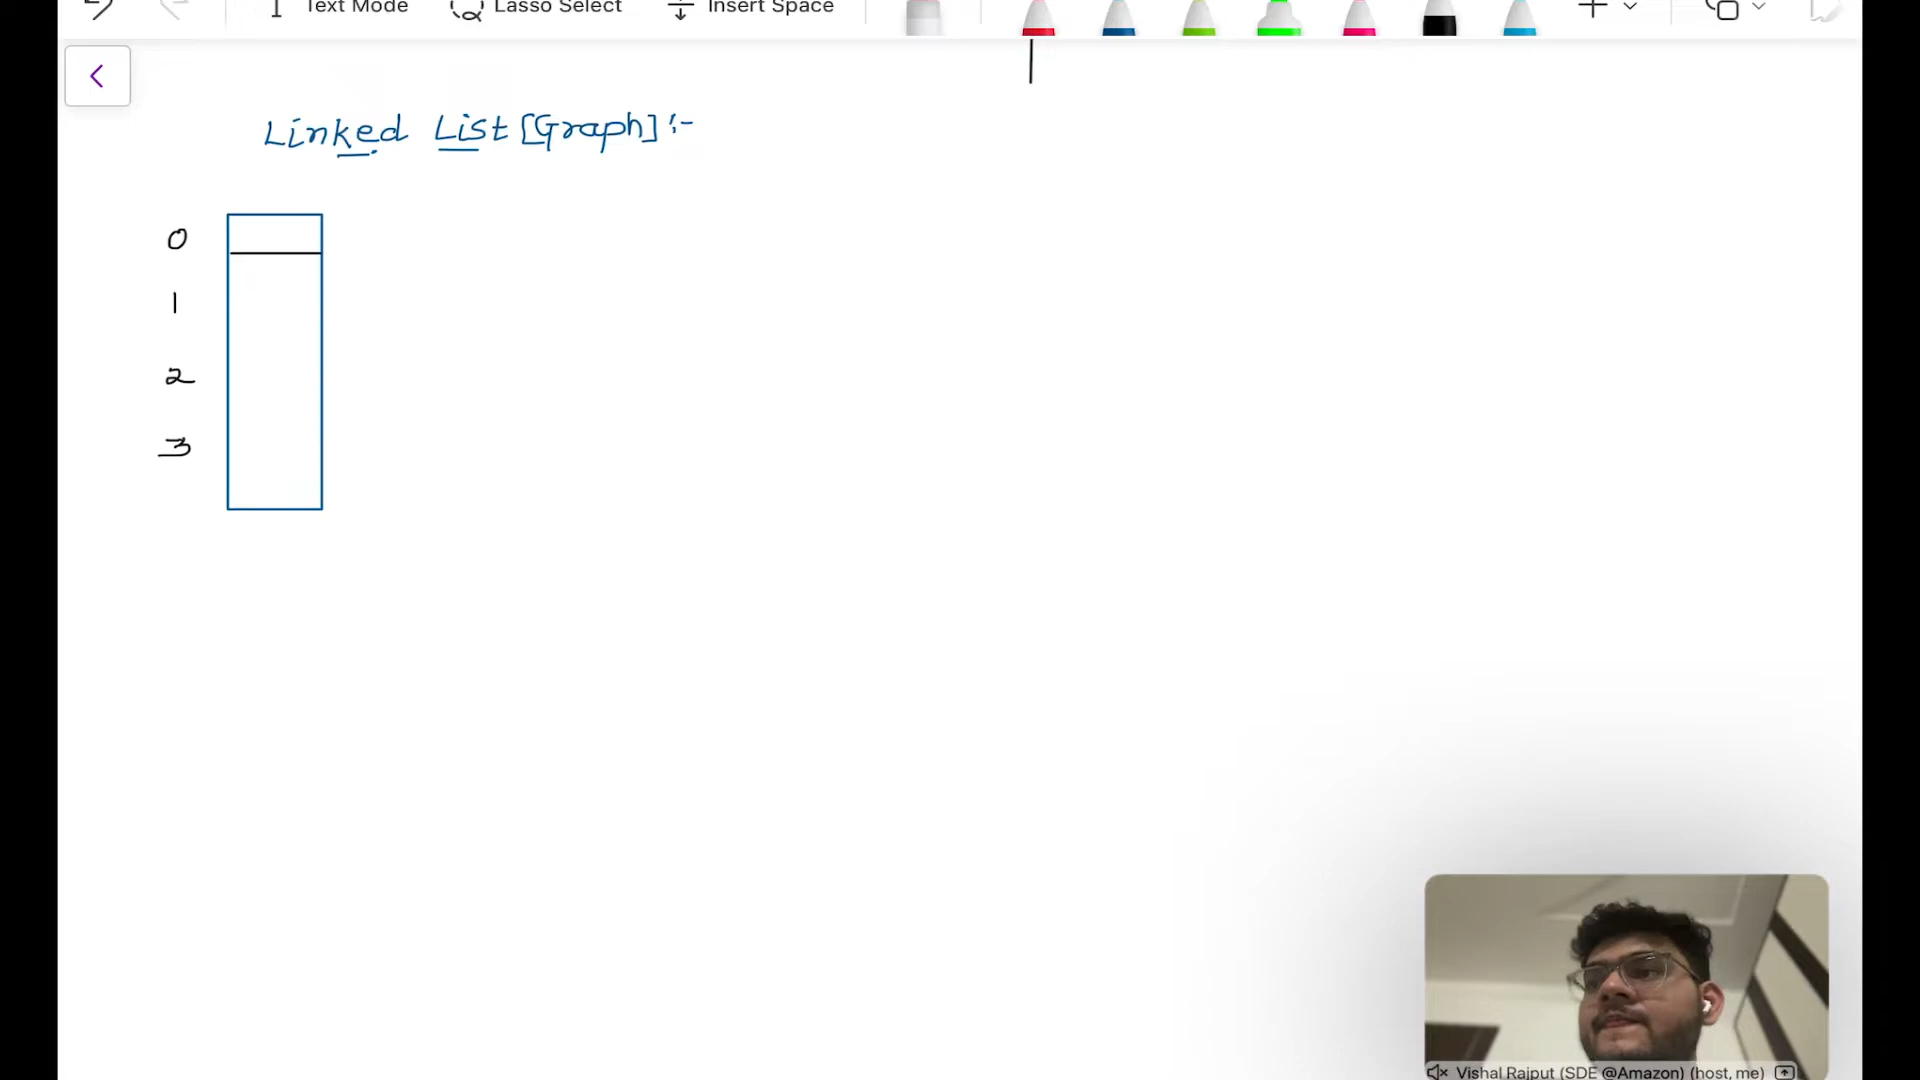 Text Mode Lasso Select Insert Space
Linked List [Graph] :-
0
1
2
3
Vishal Rajput (SDE @Amazon) (host, me)